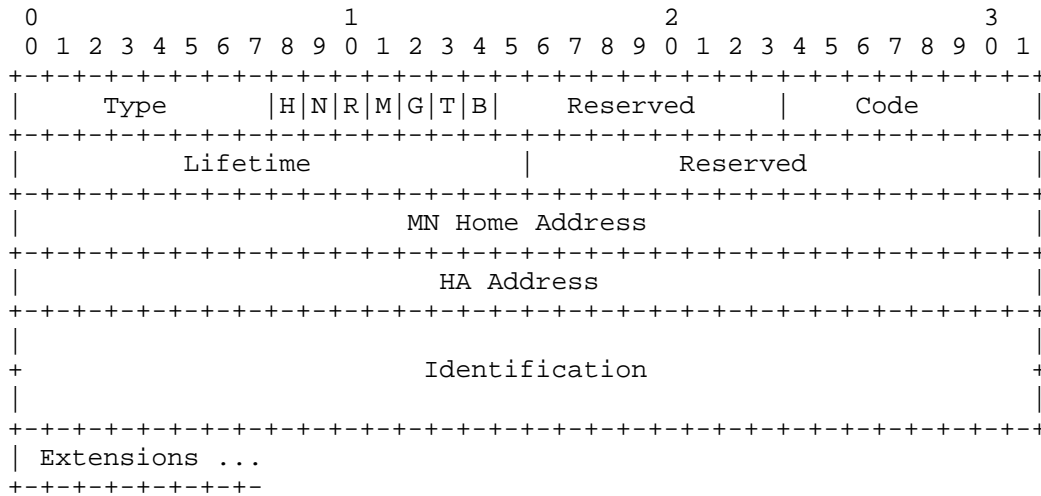 0                   1                   2                   3
 0 1 2 3 4 5 6 7 8 9 0 1 2 3 4 5 6 7 8 9 0 1 2 3 4 5 6 7 8 9 0 1
+-+-+-+-+-+-+-+-+-+-+-+-+-+-+-+-+-+-+-+-+-+-+-+-+-+-+-+-+-+-+-+-+
|     Type      |H|N|R|M|G|T|B|    Reserved     |    Code       |
+-+-+-+-+-+-+-+-+-+-+-+-+-+-+-+-+-+-+-+-+-+-+-+-+-+-+-+-+-+-+-+-+
|          Lifetime             |         Reserved              |
+-+-+-+-+-+-+-+-+-+-+-+-+-+-+-+-+-+-+-+-+-+-+-+-+-+-+-+-+-+-+-+-+
|                        MN Home Address                        |
+-+-+-+-+-+-+-+-+-+-+-+-+-+-+-+-+-+-+-+-+-+-+-+-+-+-+-+-+-+-+-+-+
|                          HA Address                           |
+-+-+-+-+-+-+-+-+-+-+-+-+-+-+-+-+-+-+-+-+-+-+-+-+-+-+-+-+-+-+-+-+
|                                                               |
+                         Identification                        +
|                                                               |
+-+-+-+-+-+-+-+-+-+-+-+-+-+-+-+-+-+-+-+-+-+-+-+-+-+-+-+-+-+-+-+-+
| Extensions ...
+-+-+-+-+-+-+-+-